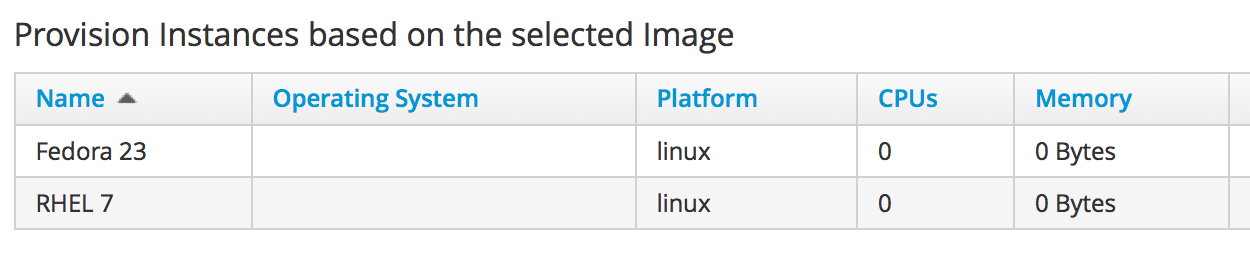 Provision Instances based on the selected Image
Name Operating System Platform CPUs Memory
Fedora 23 linux 0 0 Bytes
RHEL 7 linux 0 0 Bytes